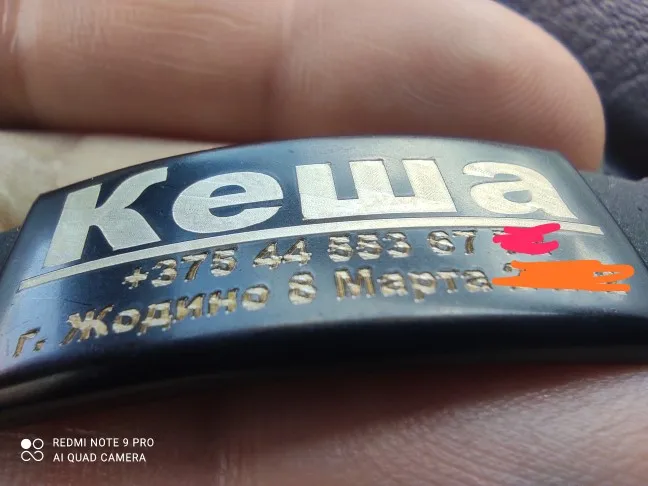 Кеша
+375 44 553 67
г. Жодино 8 Марта
REDMI NOTE 9 PRO
AI QUAD CAMERA